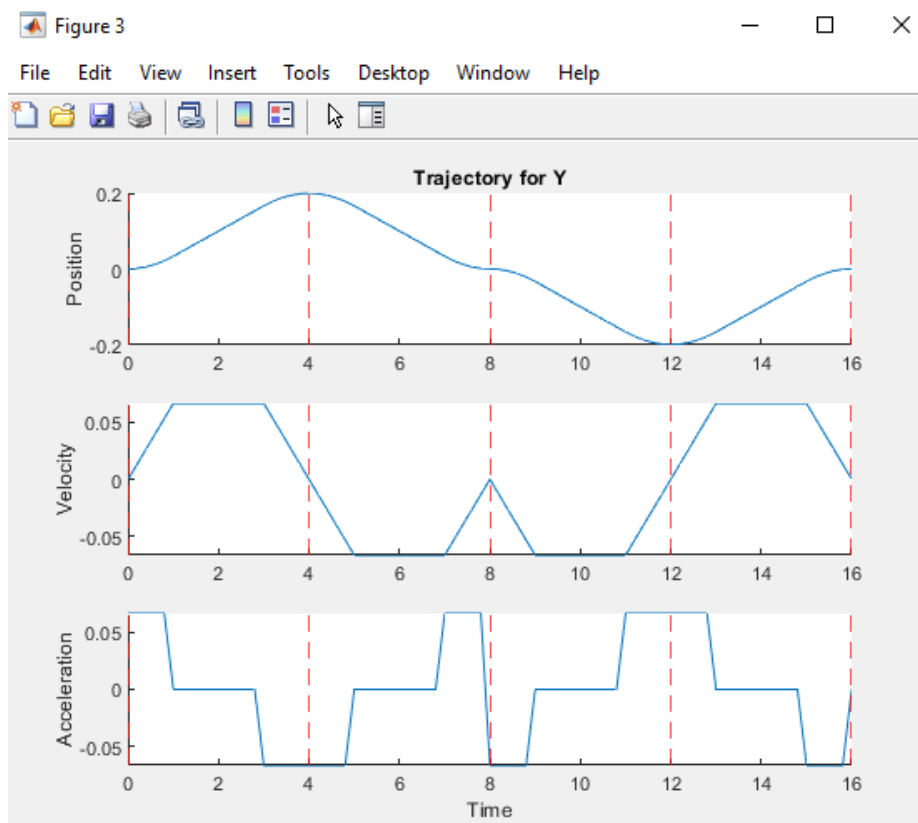 Figure 3
File Edit View Insert Tools Desktop Window Help
Trajectory for Y
Position
0.2
0
-0.2
0 2 4 6 8 10 12 14 16
Velocity
0.05
0
-0.05
0 2 4 6 8 10 12 14 16
Acceleration
0.05
0
-0.05
0 2 4 6 8 10 12 14 16
Time